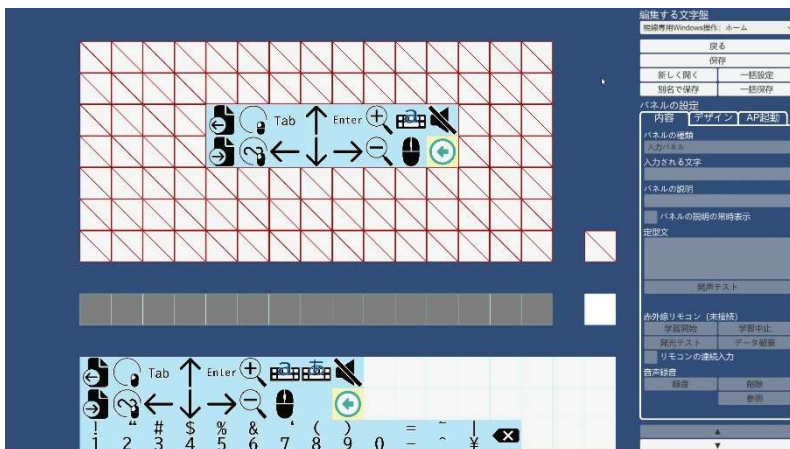 編集する文字盤
視線専用Windows操作: ホーム
戻る
保存
新しく開く 一括設定
別名で保存 一括保存
パネルの設定
内容 デザイン AP起動
パネルの種類
入力パネル
入力される文字
パネルの説明
パネルの説明の常時表示
定型文
発声テスト
赤外線リモコン (未接続)
学習開始 学習中止
発光テスト データ破棄
リモコンの連続入力
音声録音
録音 削除
参照
▲
▼
Tab Enter a
Tab Enter a あ
! “ # $ % & ‘ ( ) = ~ |
1 2 3 4 5 6 7 8 9 0 - ^ ¥